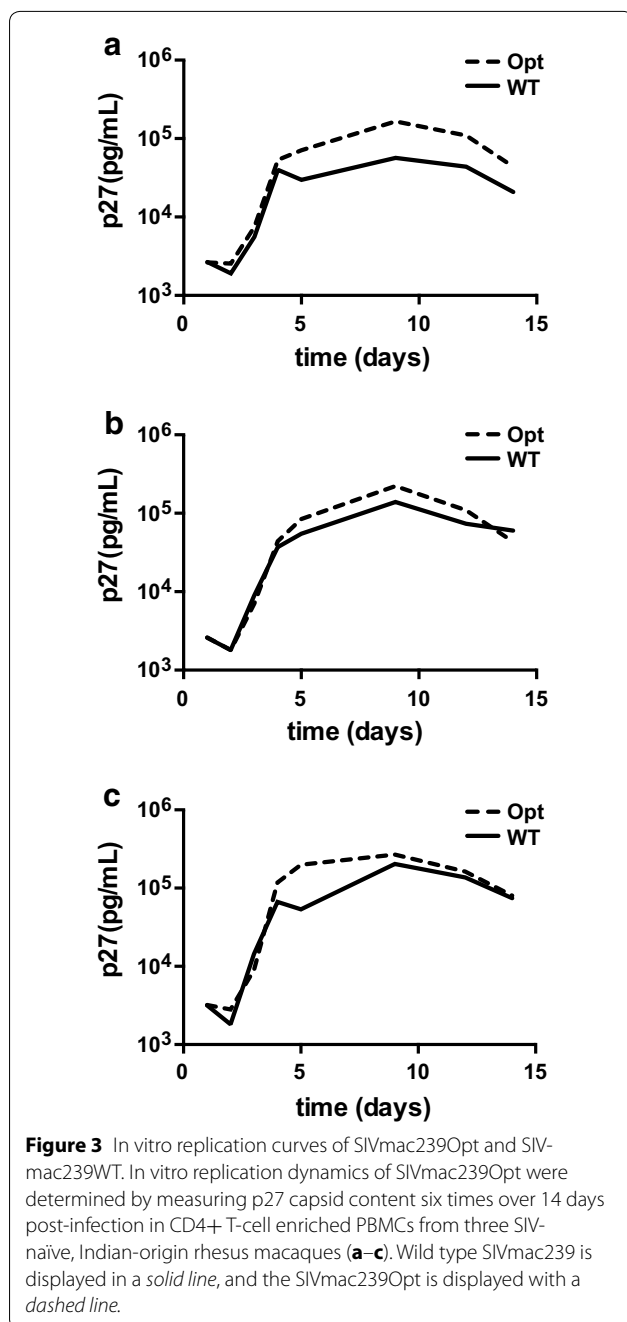 a
Opt
WT
10⁶
10⁵
10⁴
10³
p27(pg/mL)
0 5 10 15
time (days)
b
Opt
WT
10⁶
10⁵
10⁴
10³
p27(pg/mL)
0 5 10 15
time (days)
c
Opt
WT
10⁶
10⁵
10⁴
10³
p27(pg/mL)
0 5 10 15
time (days)
Figure 3 In vitro replication curves of SIVmac239Opt and SIV-
mac239WT. In vitro replication dynamics of SIVmac239Opt were
determined by measuring p27 capsid content six times over 14 days
post-infection in CD4+ T-cell enriched PBMCs from three SIV-
naïve, Indian-origin rhesus macaques (a–c). Wild type SIVmac239 is
displayed in a solid line, and the SIVmac239Opt is displayed with a
dashed line.